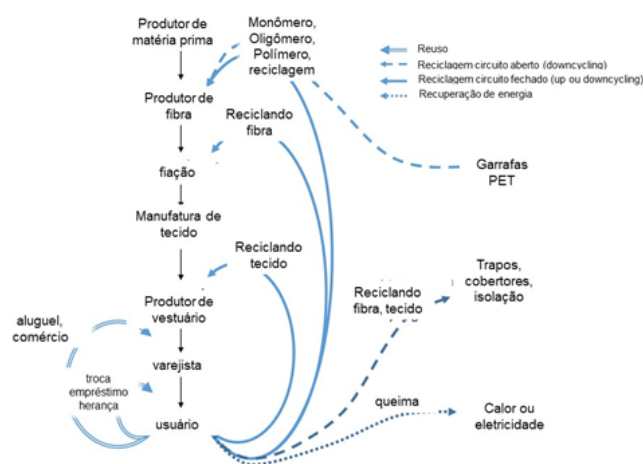 Produtor de
matéria prima
Monômero,
Oligômero,
Polímero,
reciclagem
Reuso
Reciclagem circuito aberto (downcycling)
Reciclagem circuito fechado (up ou downcycling)
Recuperação de energia
Produtor de
fibra
Reciclando
fibra
fiação
Garrafas
PET
Manufatura de
tecido
Reciclando
tecido
Trapos,
cobertores,
isolação
Reciclando
fibra, tecido
Produtor de
vestuário
aluguel,
comércio
varejista
troca
empréstimo
herança
usuário
queima
Calor ou
eletricidade